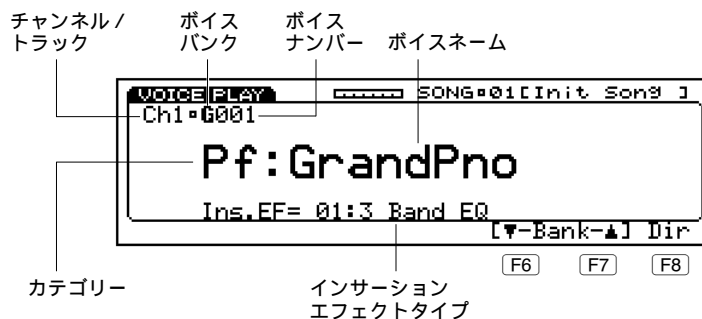 チャンネル /
トラック
ボイス
バンク
ボイス
ナンバー
ボイスネーム
VOICE PLAY
SONG▫01[Init Song ]
Ch1▫G001
Pf:GrandPno
Ins.EF= 01:3 Band EQ
[▼-Bank-▲] Dir
F6 F7 F8
カテゴリー
インサーション
エフェクトタイプ